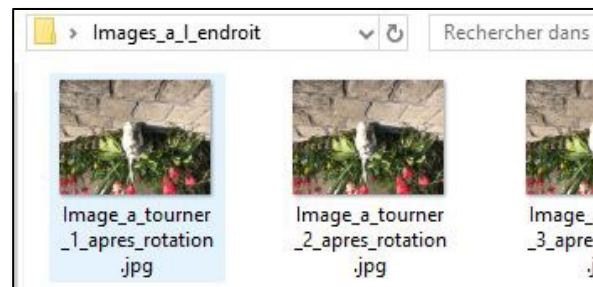 Images_a_l_endroit
Rechercher dans
Image_a_tourner
_1_apres_rotation
.jpg
Image_a_tourner
_2_apres_rotation
.jpg
Image_
_3_apre